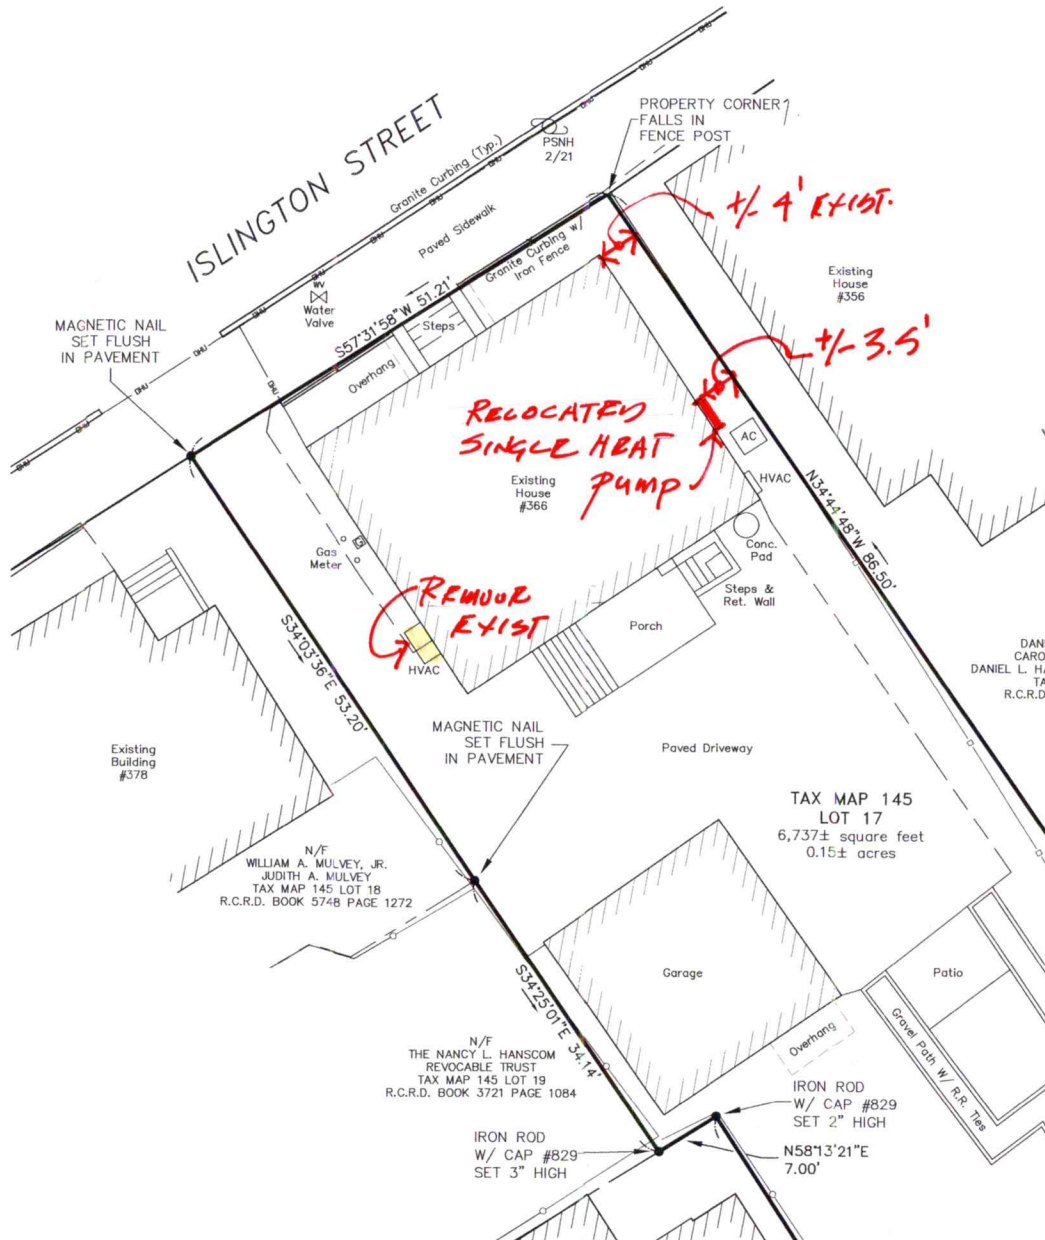 ISLINGTON STREET
Granite Curbing (Typ.)
PSNH
2/21
PROPERTY CORNER
FALLS IN
FENCE POST
+/- 4' EXIST.
Paved Sidewalk
Granite Curbing w/
Iron Fence
Existing
House
#356
WV
Water
Valve
MAGNETIC NAIL
SET FLUSH
IN PAVEMENT
S57°31'58"W 51.21'
Steps
Overhang
+/- 3.5'
RELOCATED
SINGLE HEAT
PUMP
AC
HVAC
Existing
House
#366
N34°44'48"W 86.50'
Gas
Meter
G
Conc.
Pad
Steps &
Ret. Wall
REMOVE
EXIST
Porch
HVAC
S34°03'36"E 53.20'
DANIEL L. HA
R.C.R.D
MAGNETIC NAIL
SET FLUSH
IN PAVEMENT
Existing
Building
#378
Paved Driveway
TAX MAP 145
LOT 17
6,737± square feet
0.15± acres
N/F
WILLIAM A. MULVEY, JR.
JUDITH A. MULVEY
TAX MAP 145 LOT 18
R.C.R.D. BOOK 5748 PAGE 1272
Garage
Patio
S34°25'01"E 34.14'
Overhang
Gravel Path W/ R.R. Ties
N/F
THE NANCY L. HANSCOM
REVOCABLE TRUST
TAX MAP 145 LOT 19
R.C.R.D. BOOK 3721 PAGE 1084
IRON ROD
W/ CAP #829
SET 2" HIGH
IRON ROD
W/ CAP #829
SET 3" HIGH
N58°13'21"E
7.00'